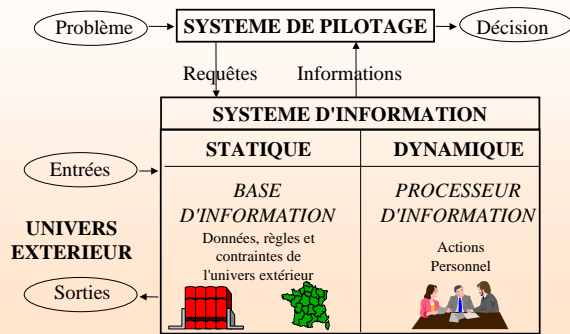 Problème
SYSTEME DE PILOTAGE
Décision
Requêtes
Informations
SYSTEME D'INFORMATION
STATIQUE
DYNAMIQUE
Entrées
BASE
D'INFORMATION
PROCESSEUR
D'INFORMATION
UNIVERS
EXTERIEUR
Données, règles et
contraintes de
l'univers extérieur
Actions
Personnel
Sorties